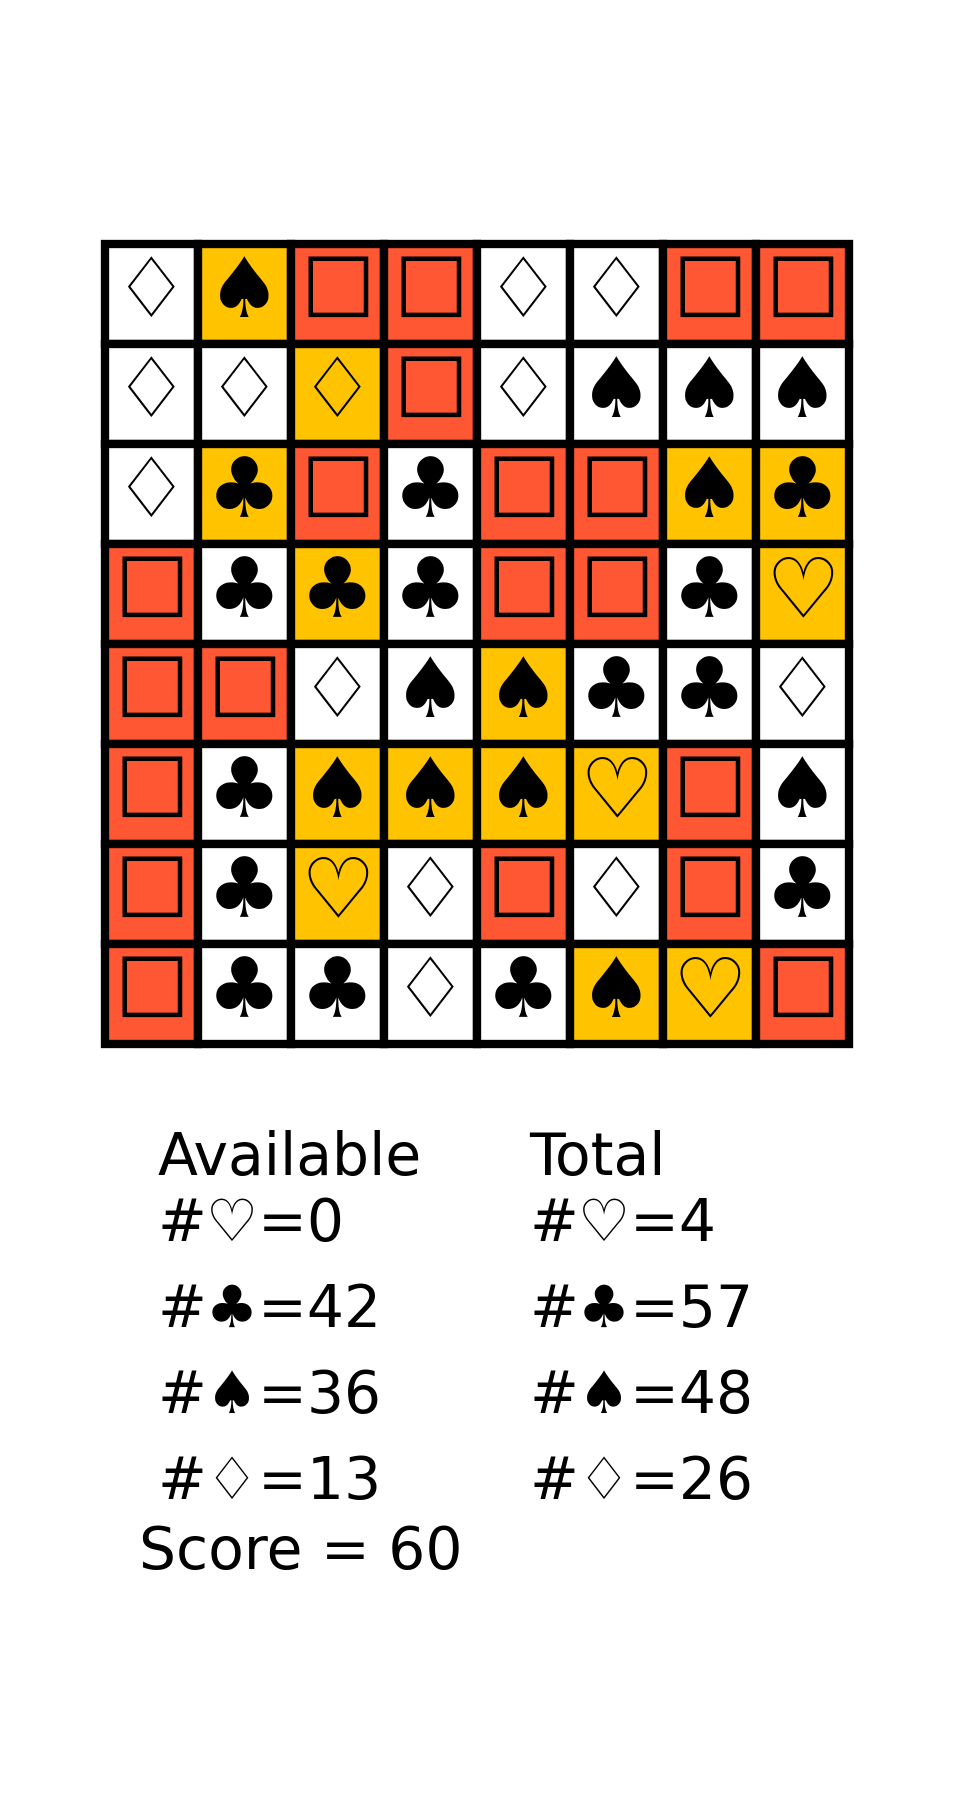 ♢ ♠ □ □ ♢ ♢ □ □
♢ ♢ ♢ □ ♢ ♠ ♠ ♠
♢ ♣ □ ♣ □ □ ♠ ♣
□ ♣ ♣ ♣ □ □ ♣ ♡
□ □ ♢ ♠ ♠ ♣ ♣ ♢
□ ♣ ♠ ♠ ♠ ♡ □ ♠
□ ♣ ♡ ♢ □ ♢ □ ♣
□ ♣ ♣ ♢ ♣ ♠ ♡ □
Available Total
#♡=0 #♡=4
#♣=42 #♣=57
#♠=36 #♠=48
#♢=13 #♢=26
Score = 60